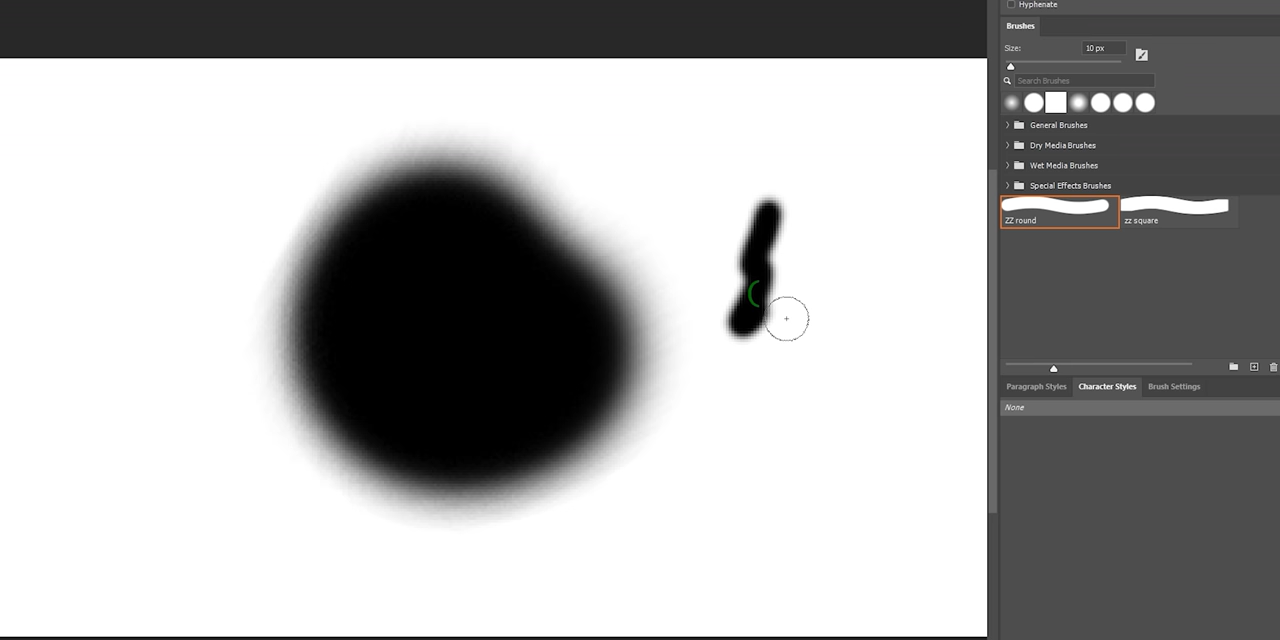 Hyphenate
Brushes
Size: 10 px
Search Brushes
General Brushes
Dry Media Brushes
Wet Media Brushes
Special Effects Brushes
ZZ round zz square
Paragraph Styles Character Styles Brush Settings
None